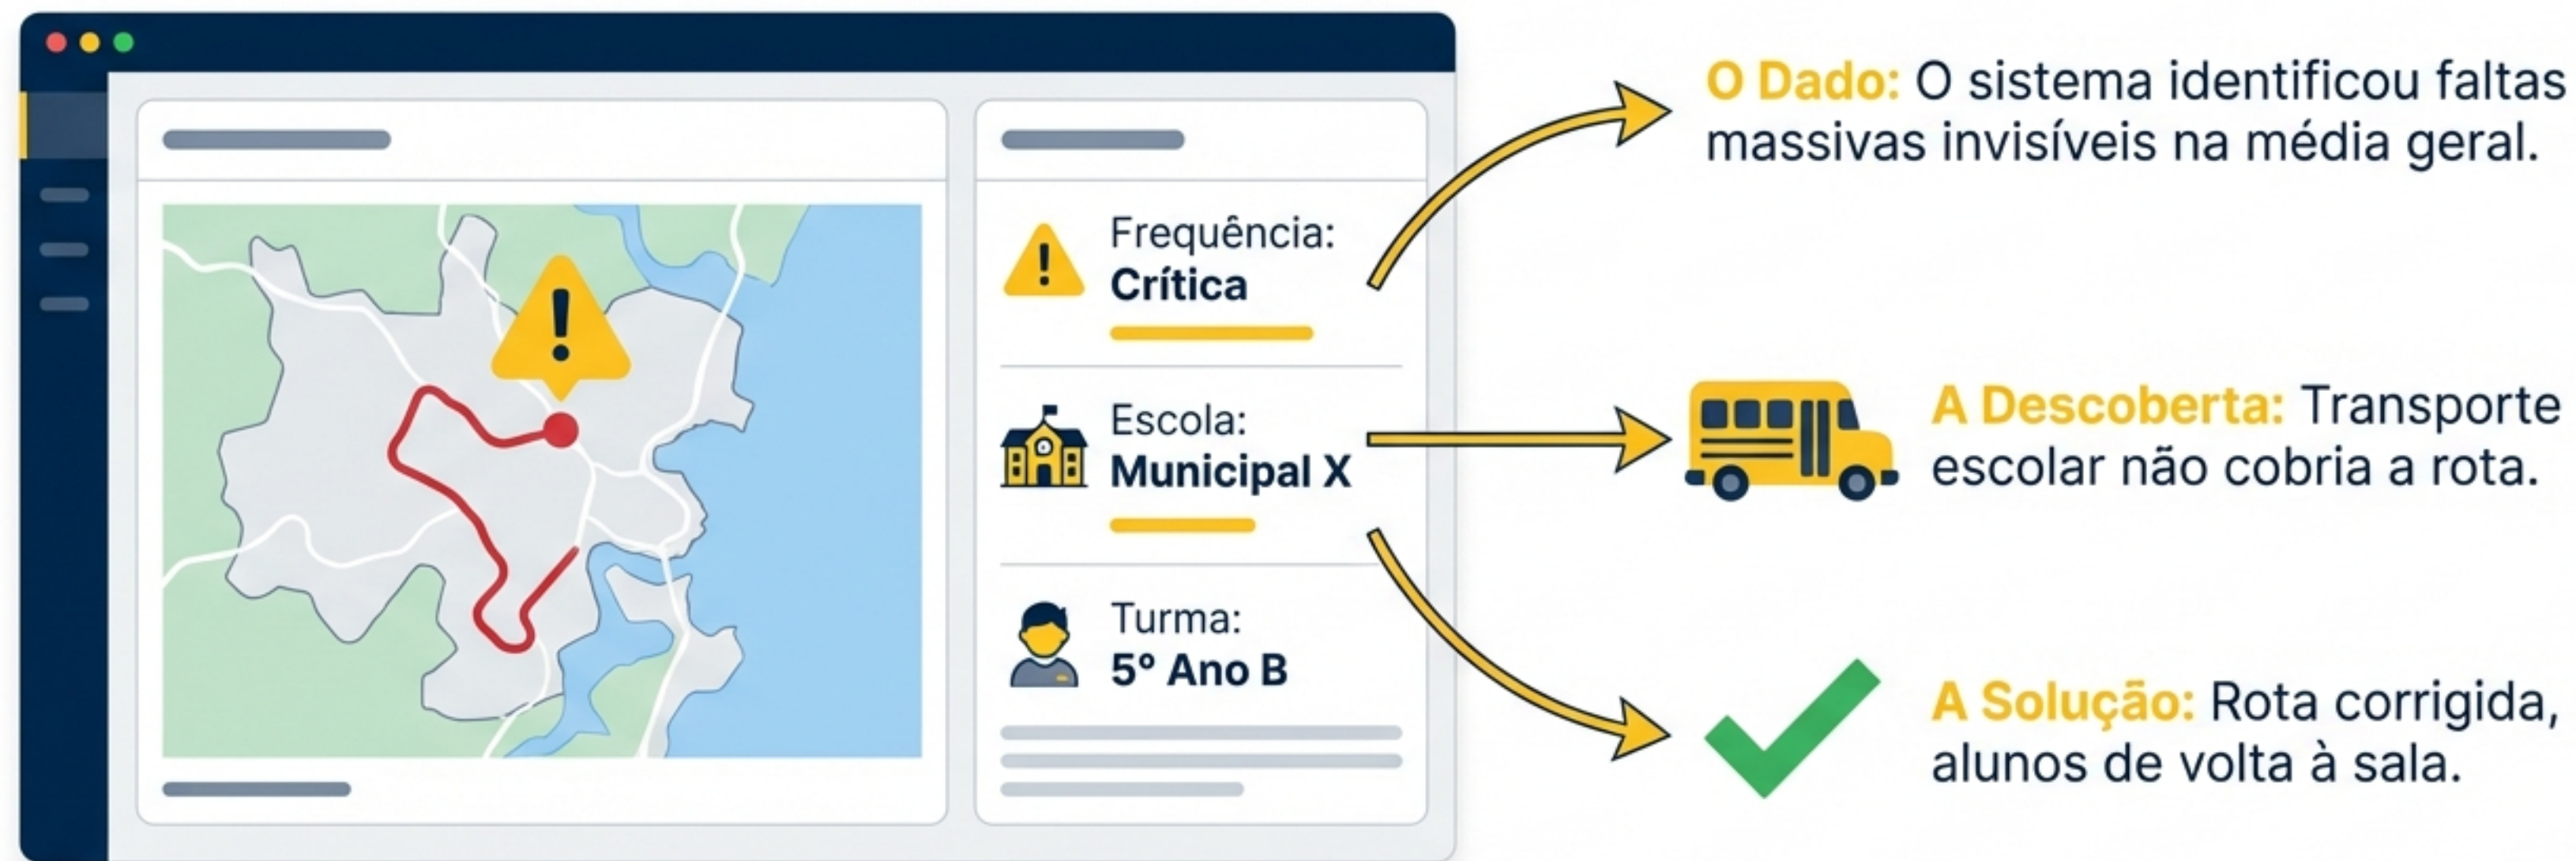 Frequência:
Crítica
Escola:
Municipal X
Turma:
5º Ano B
O Dado: O sistema identificou faltas
massivas invisíveis na média geral.
A Descoberta: Transporte
escolar não cobria a rota.
A Solução: Rota corrigida,
alunos de volta à sala.